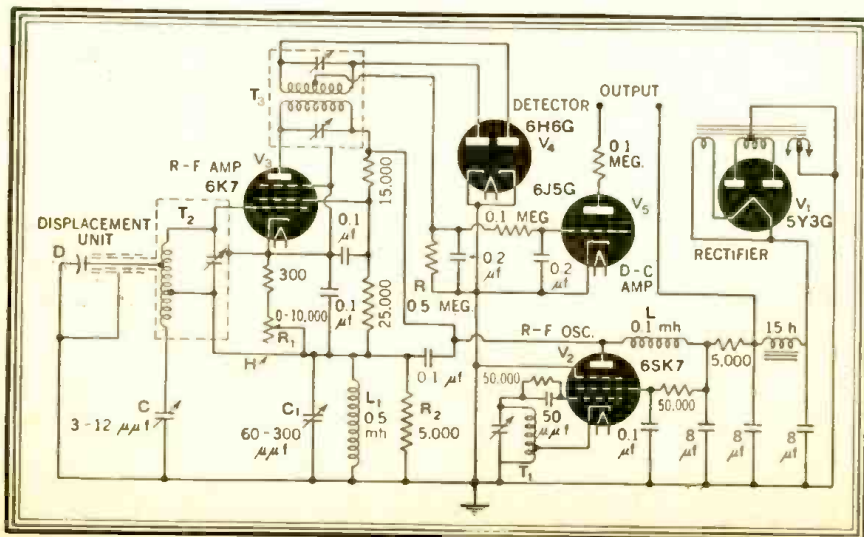 T3
DETECTOR
6H6G
V4
OUTPUT
R-F AMP
6K7
V3
15,000
6J5G
0.1
MEG.
V5
V1
5Y3G
RECTIFIER
DISPLACEMENT
UNIT
D
T2
0.1
μf
0.1 MEG
0.2
μf
0.2
μf
D-C
AMP
300
0-10,000
R1
H
0.1
μf
25,000
R
0.5 MEG.
R-F OSC.
V2
L
0.1 mh
6SK7
5,000
15 h
50,000
50
μμf
50,000
0.1 μf
C
3-12 μμf
C1
60-300
μμf
L1
0.5
mh
R2
5,000
T1
0.1
μf
8
μf
8
μf
8
μf